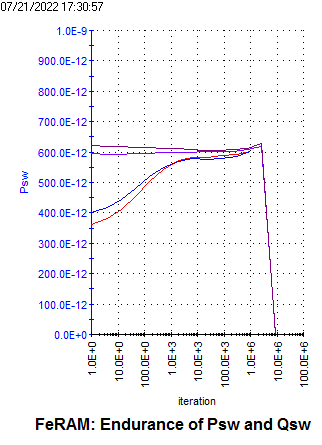 07/21/2022 17:30:57
1.0E-9
900.0E-12
800.0E-12
700.0E-12
600.0E-12
500.0E-12
400.0E-12
300.0E-12
200.0E-12
100.0E-12
0.0E+0
Psw
1.0E+0
10.0E+0
100.0E+0
1.0E+3
10.0E+3
100.0E+3
1.0E+6
10.0E+6
100.0E+6
iteration
FeRAM: Endurance of Psw and Qsw